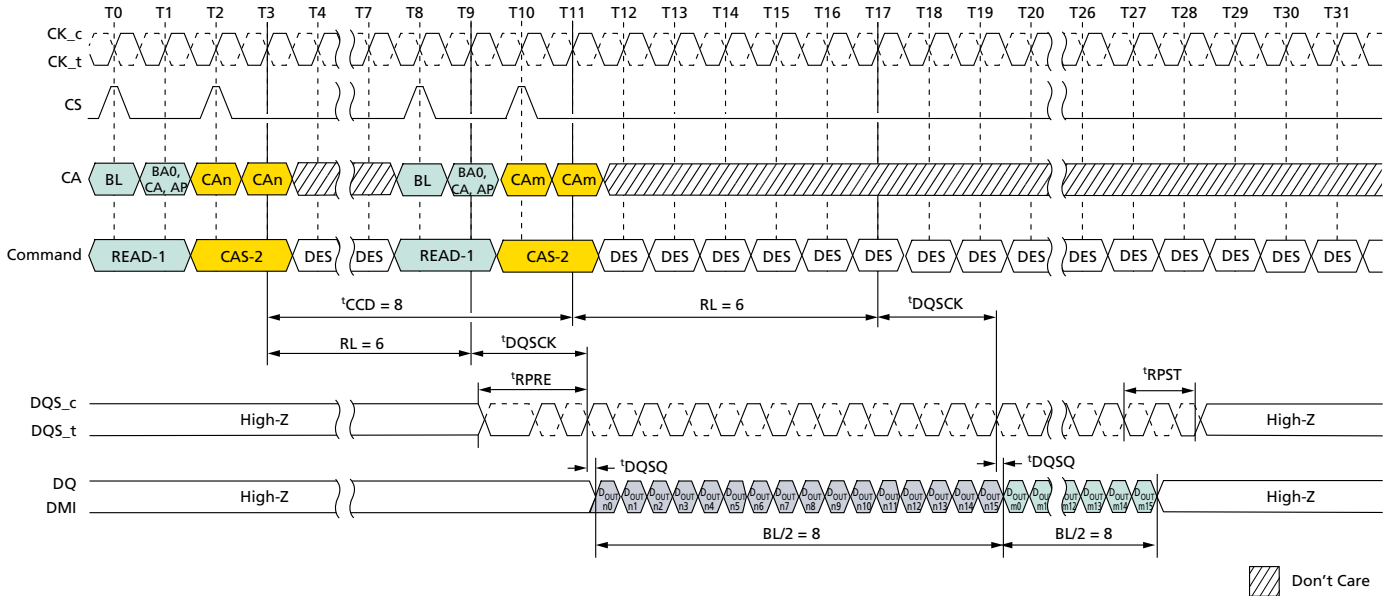 T0 T1 T2 T3 T4 T7 T8 T9 T10 T11 T12 T13 T14 T15 T16 T17 T18 T19 T20 T26 T27 T28 T29 T30 T31
CK_c
CK_t
CS
CA BL BA0, CA, AP CAn CAn BL BA0, CA, AP CAm CAm
Command READ-1 CAS-2 DES DES READ-1 CAS-2 DES DES DES DES DES DES DES DES DES DES DES DES DES DES DES
tCCD = 8 RL = 6 tDQSCK
RL = 6 tDQSCK
tRPRE tRPST
DQS_c
DQS_t
High-Z High-Z
tDQSQ tDQSQ
DQ
DMI
High-Z DOUT n0 DOUT n1 DOUT n2 DOUT n3 DOUT n4 DOUT n5 DOUT n6 DOUT n7 DOUT n8 DOUT n9 DOUT n10 DOUT n11 DOUT n12 DOUT n13 DOUT n14 DOUT n15 DOUT m0 DOUT m1 DOUT m12 DOUT m13 DOUT m14 DOUT m15 High-Z
BL/2 = 8 BL/2 = 8
Don't Care